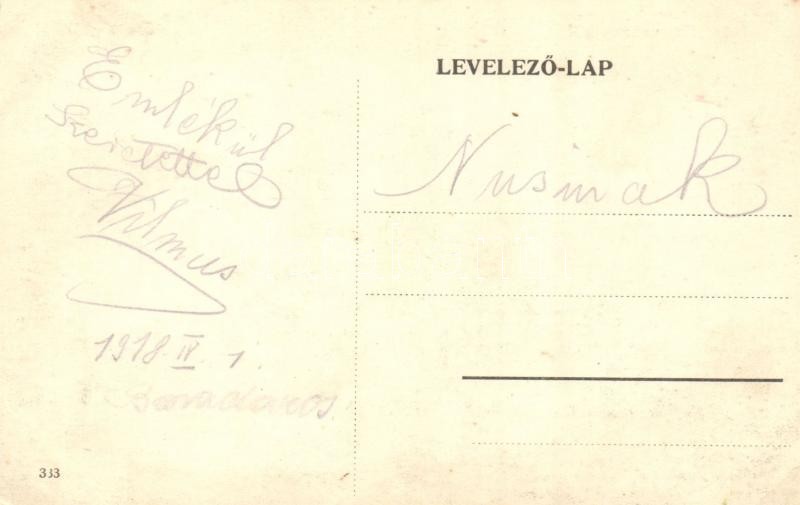 LEVELEZŐ-LAP
Emlékül
szeretettel
Vilmus
1918. IV. 1.
Nusinak
333